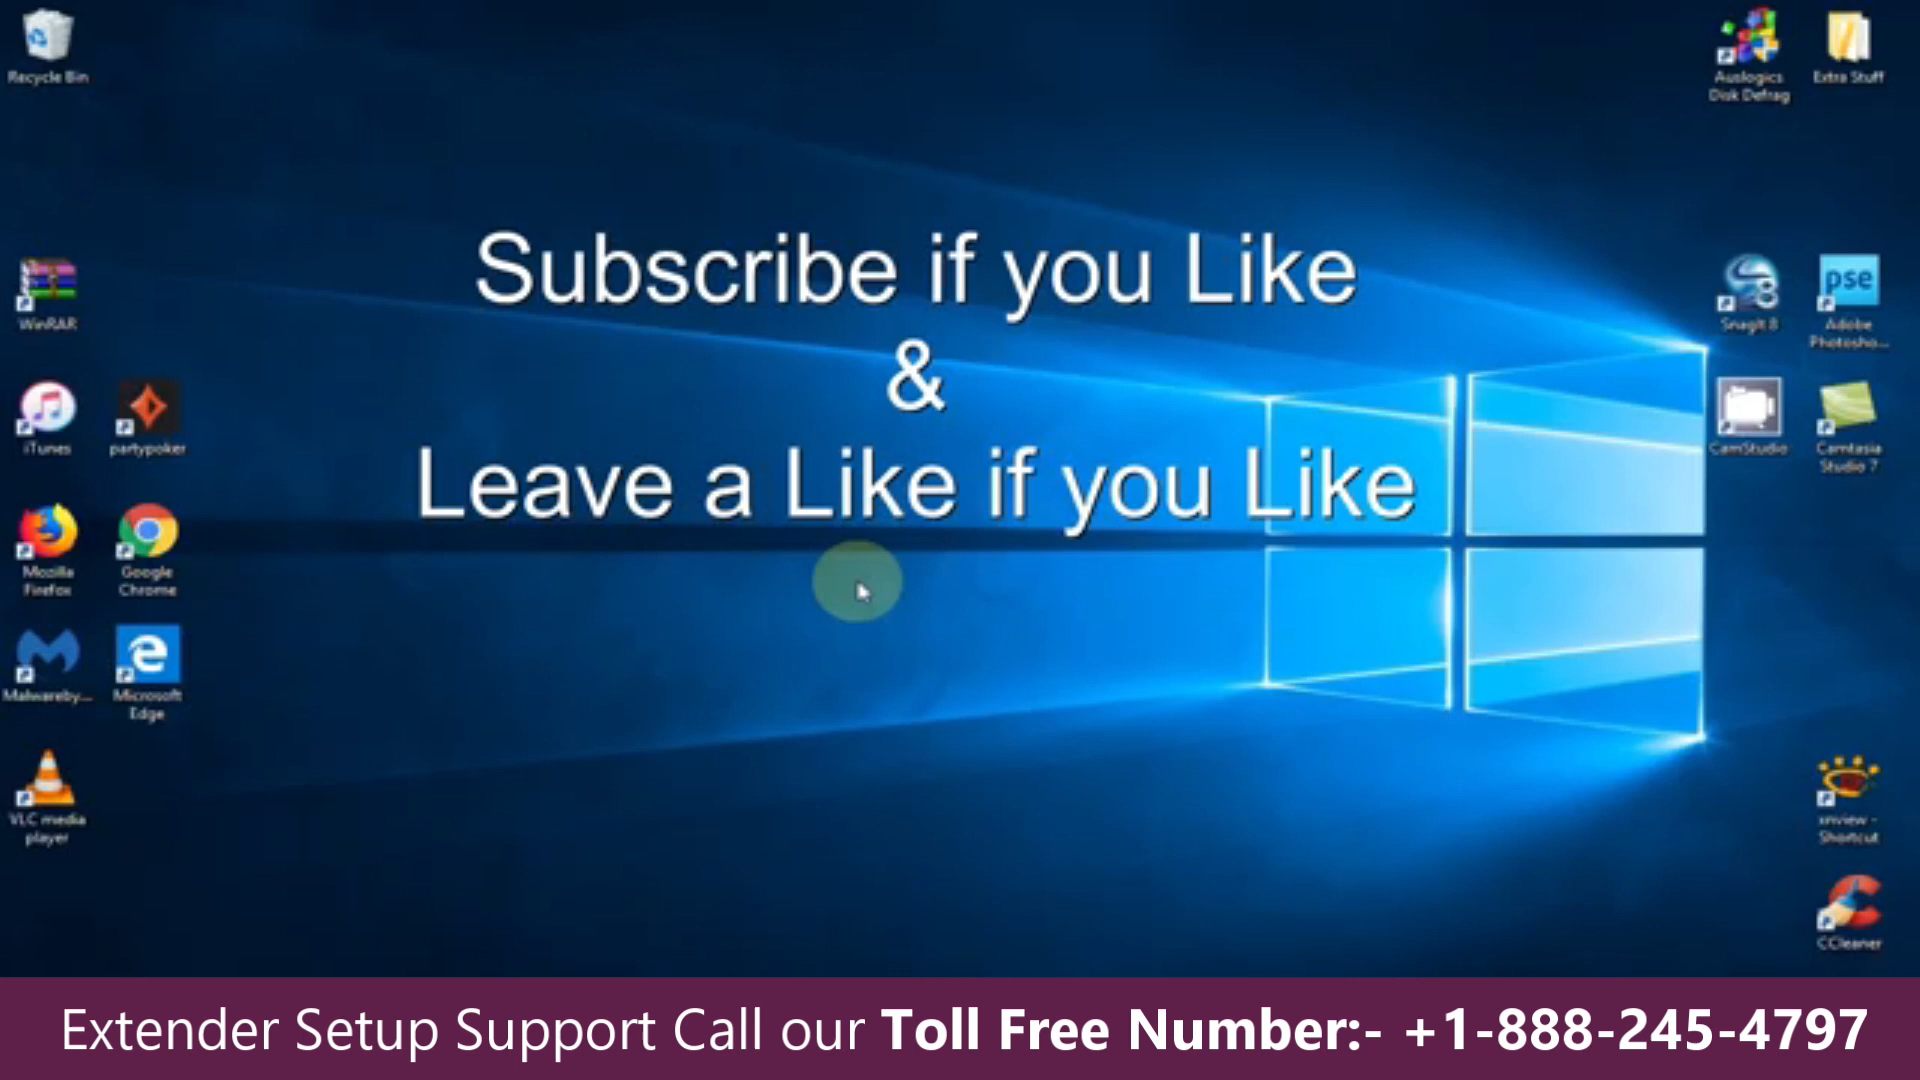 Recycle Bin
Auslogics
Disk Defrag
Extra Stuff
Subscribe if you Like
&
Leave a Like if you Like
WinRAR
SnagIt 8
pse
Adobe
Photosho...
iTunes
partypoker
CamStudio
Camtasia
Studio 7
Mozilla
Firefox
Google
Chrome
Malwareby...
Microsoft
Edge
VLC media
player
xnview -
Shortcut
CCleaner
Extender Setup Support Call our Toll Free Number:- +1-888-245-4797